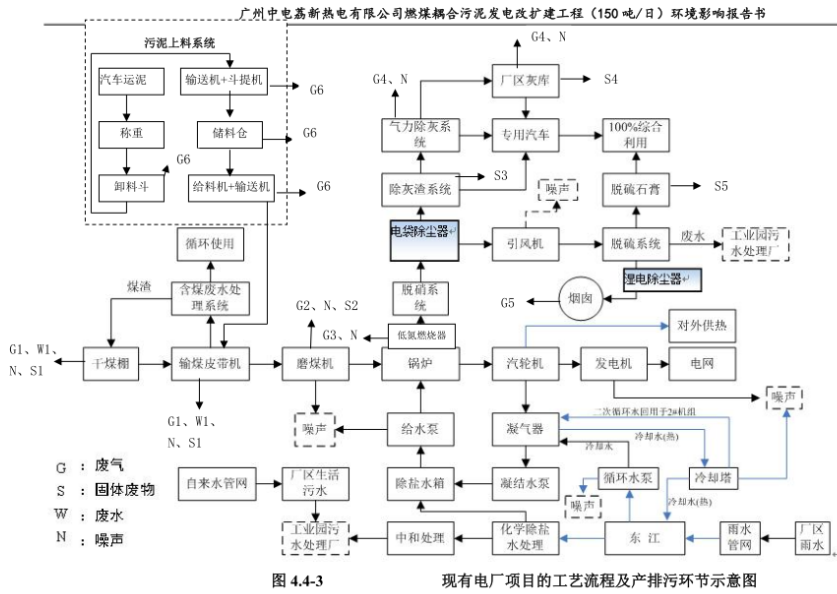 广州中电荔新热电有限公司燃煤耦合污泥发电改扩建工程（150 吨/日）环境影响报告书
污泥上料系统
汽车运泥
输送机+斗提机
G6
称重
储料仓
G6
G6
卸料斗
给料机+输送机
G6
G4、N
G4、N
厂区灰库
S4
气力除灰系
统
专用汽车
100%综合
利用
除灰渣系统
S3
噪声
脱硫石膏
S5
电袋除尘器
引风机
脱硫系统
废水
工业园污
水处理厂
循环使用
湿电除尘器
煤渣
含煤废水处
理系统
脱硝系
统
G5
烟囱
G2、N、S2
G3、N
低氮燃烧器
对外供热
G1、W1、
N、S1
干煤棚
输煤皮带机
磨煤机
锅炉
汽轮机
发电机
电网
G1、W1、
N、S1
噪声
给水泵
凝气器
二次循环水回用于2#机组
冷却水(热)
冷却水
噪声
G ：废气
S ：固体废物
W ：废水
N ：噪声
自来水管网
厂区生活
污水
除盐水箱
凝结水泵
循环水泵
冷却塔
噪声
冷却水(热)
工业园污
水处理厂
中和处理
化学除盐
水处理
东 江
雨水
管网
厂区
雨水
图 4.4-3 现有电厂项目的工艺流程及产排污环节示意图